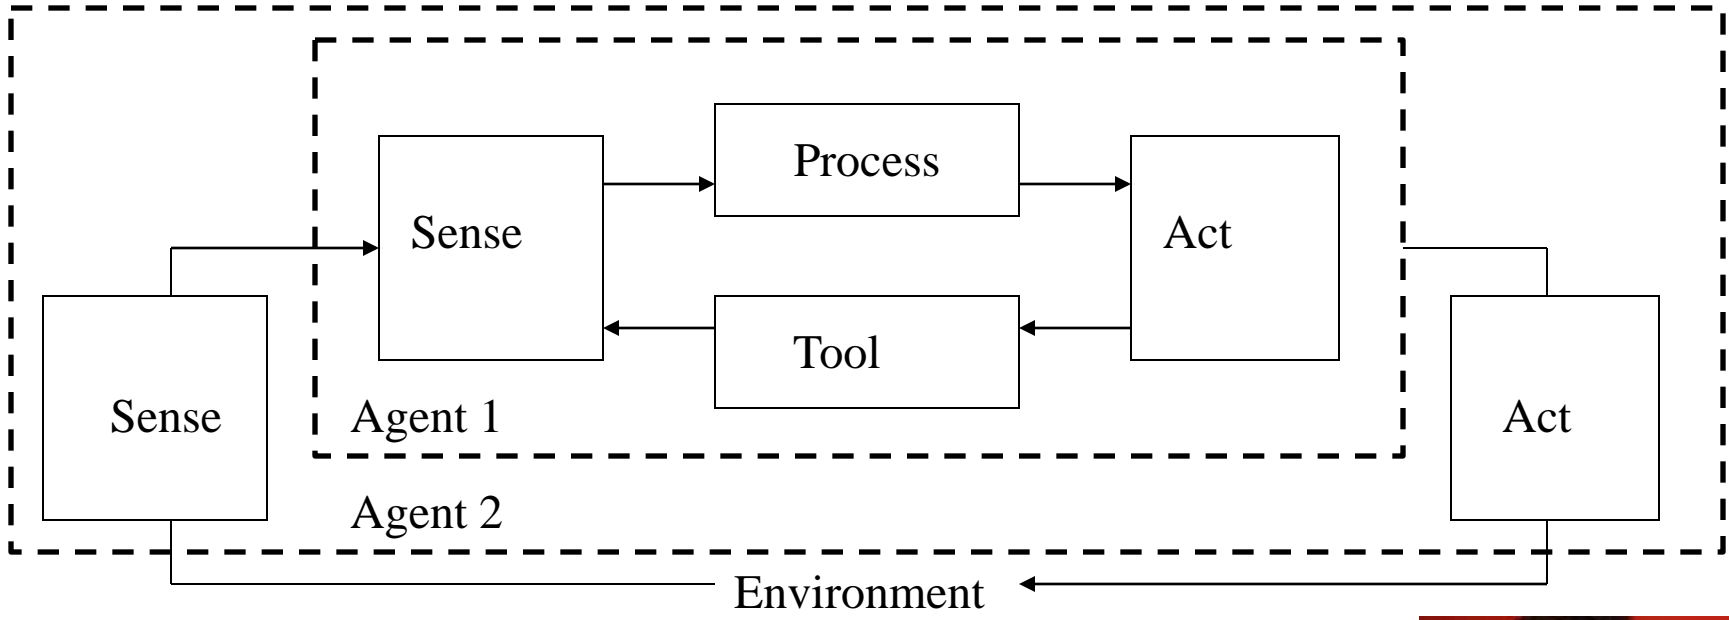 Process
Sense
Act
Tool
Sense
Agent 1
Act
Agent 2
Environment